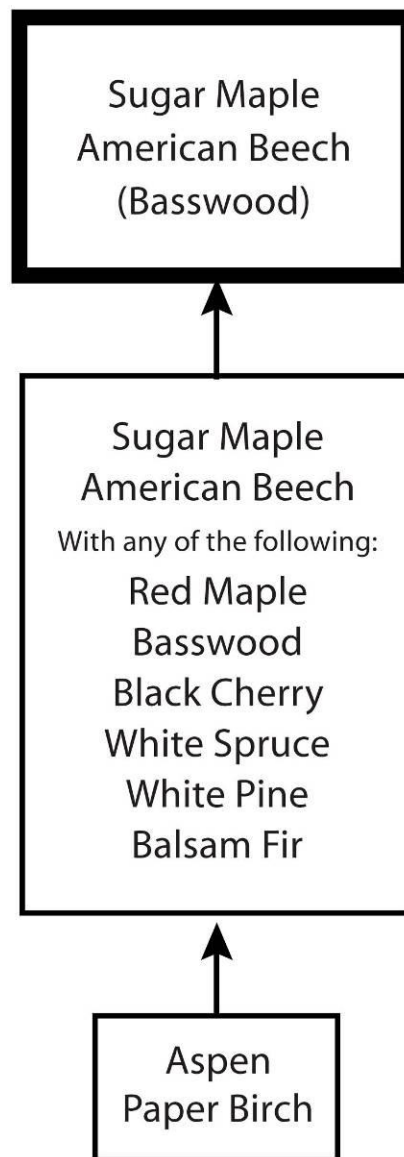 Sugar Maple
American Beech
(Basswood)
Sugar Maple
American Beech
With any of the following:
Red Maple
Basswood
Black Cherry
White Spruce
White Pine
Balsam Fir
Aspen
Paper Birch